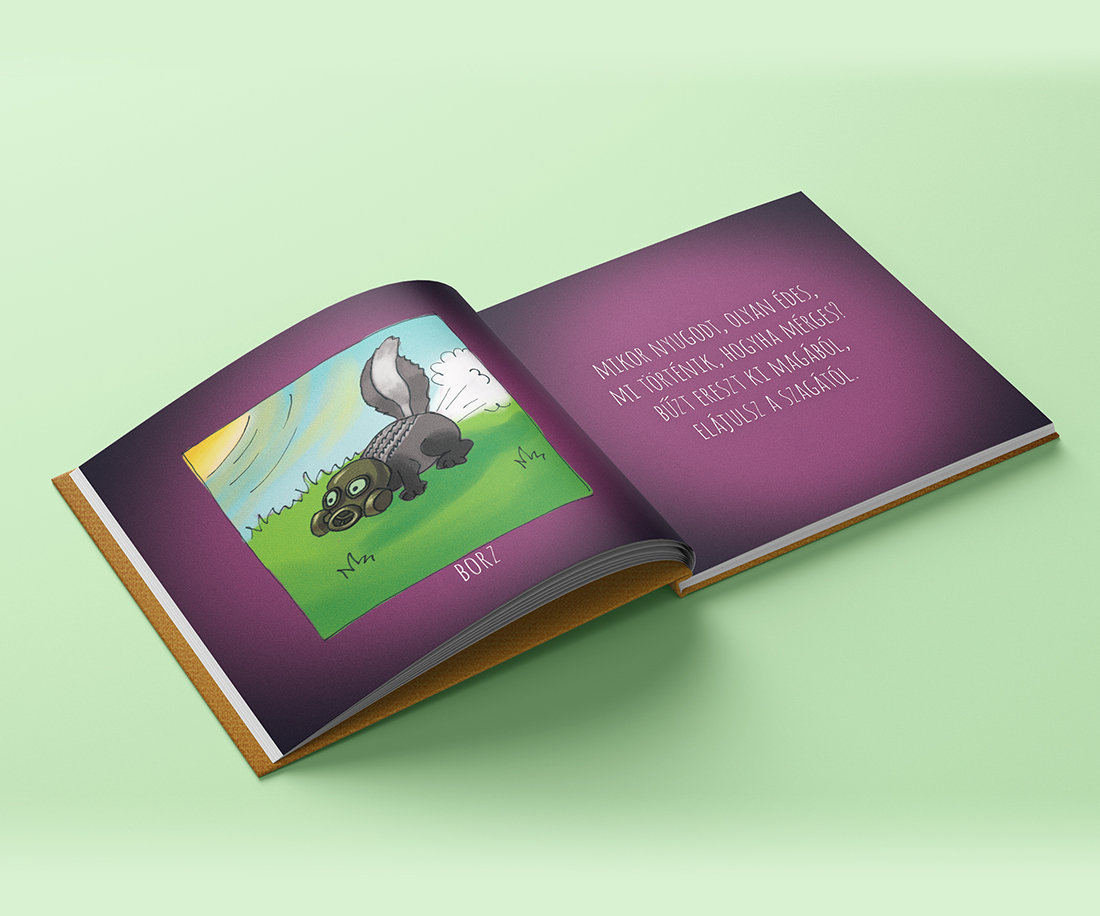 BORZ
MIKOR NYUGODT, OLYAN ÉDES,
MI TÖRTÉNIK, HOGYHA MÉRGES?
BŰZT ERESZT KI MAGÁBÓL,
ELÁJULSZ A SZAGÁTÓL.